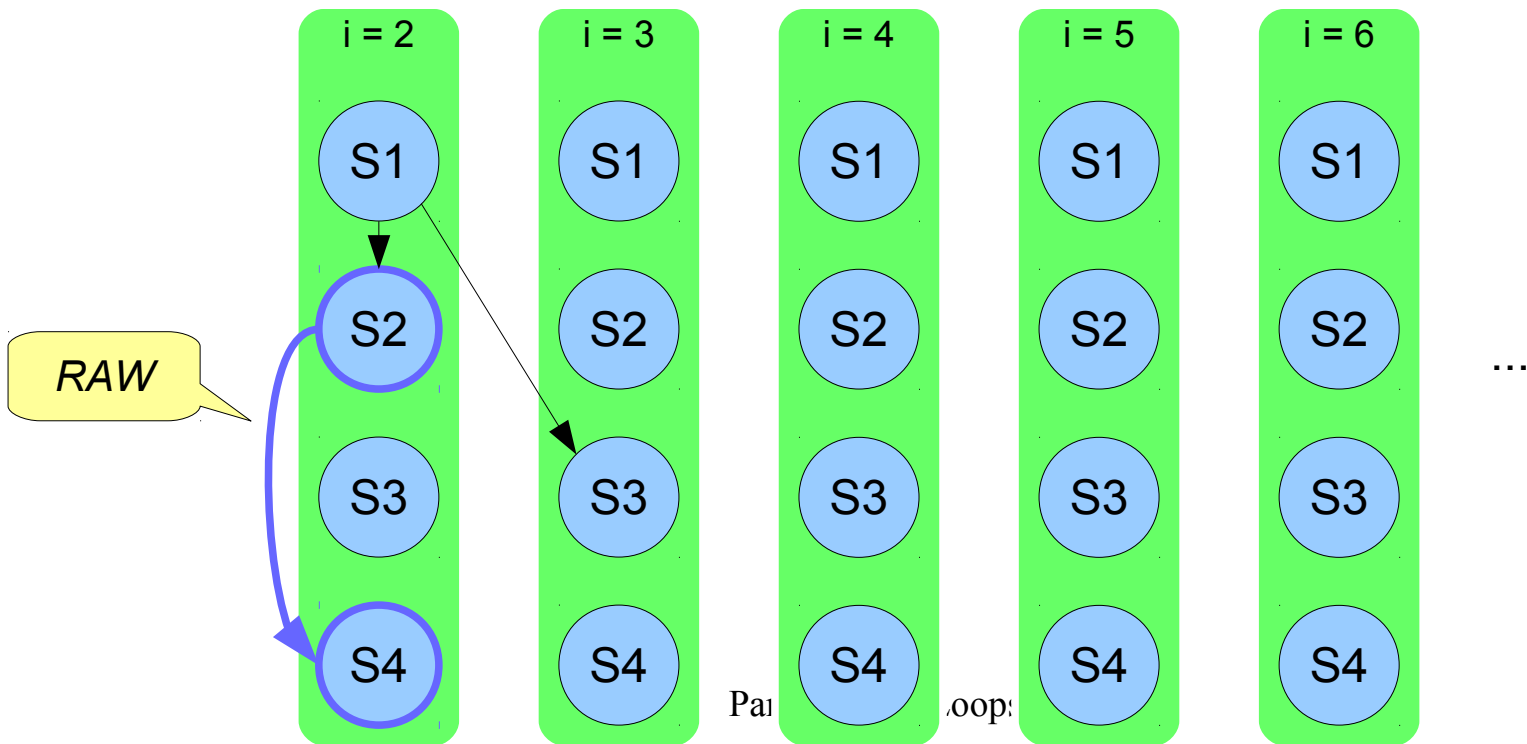 i = 2 i = 3 i = 4 i = 5 i = 6
S1 S1 S1 S1 S1
S2 S2 S2 S2 S2
RAW
...
S3 S3 S3 S3 S3
S4 S4 S4 S4 S4